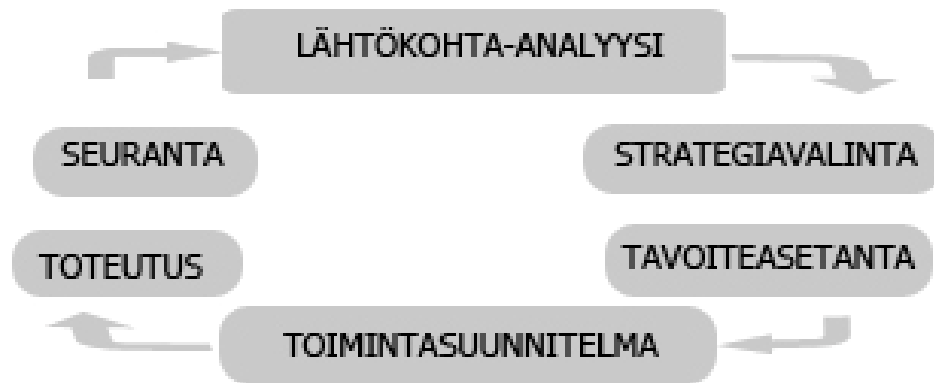 LÄHTÖKOHTA-ANALYYSI
SEURANTA
STRATEGIAVALINTA
TOTEUTUS
TAVOITEASETANTA
TOIMINTASUUNNITELMA